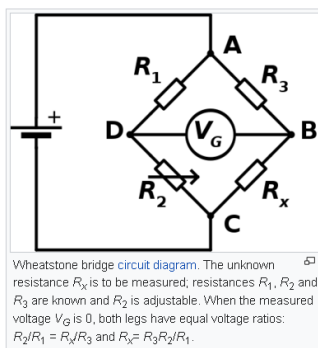 A
R1
R3
+
D
VG
B
R2
Rx
C
Wheatstone bridge circuit diagram. The unknown
resistance Rx is to be measured; resistances R1, R2 and
R3 are known and R2 is adjustable. When the measured
voltage VG is 0, both legs have equal voltage ratios:
R2/R1 = Rx/R3 and Rx= R3R2/R1.